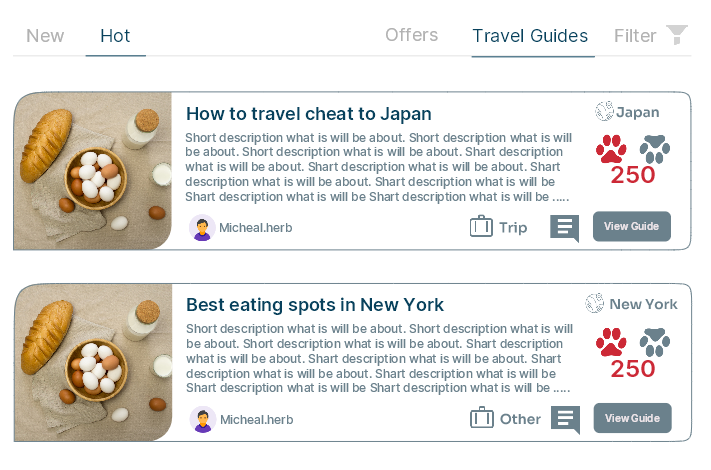 New Hot Offers Travel Guides Filter
How to travel cheat to Japan
Japan
Short description what is will be about. Short description what is will
be about. Short description what is will be about. Shart description
what is will be about. Shart description what is will be about. Shart
description what is will be about. Shart description what is will be
Shart description what is will be Shart description what is will be .....
250
Micheal.herb
Trip
View Guide
Best eating spots in New York
New York
Short description what is will be about. Short description what is will
be about. Short description what is will be about. Shart description
what is will be about. Shart description what is will be about. Shart
description what is will be about. Shart description what is will be
Shart description what is will be Shart description what is will be .....
250
Micheal.herb
Other
View Guide